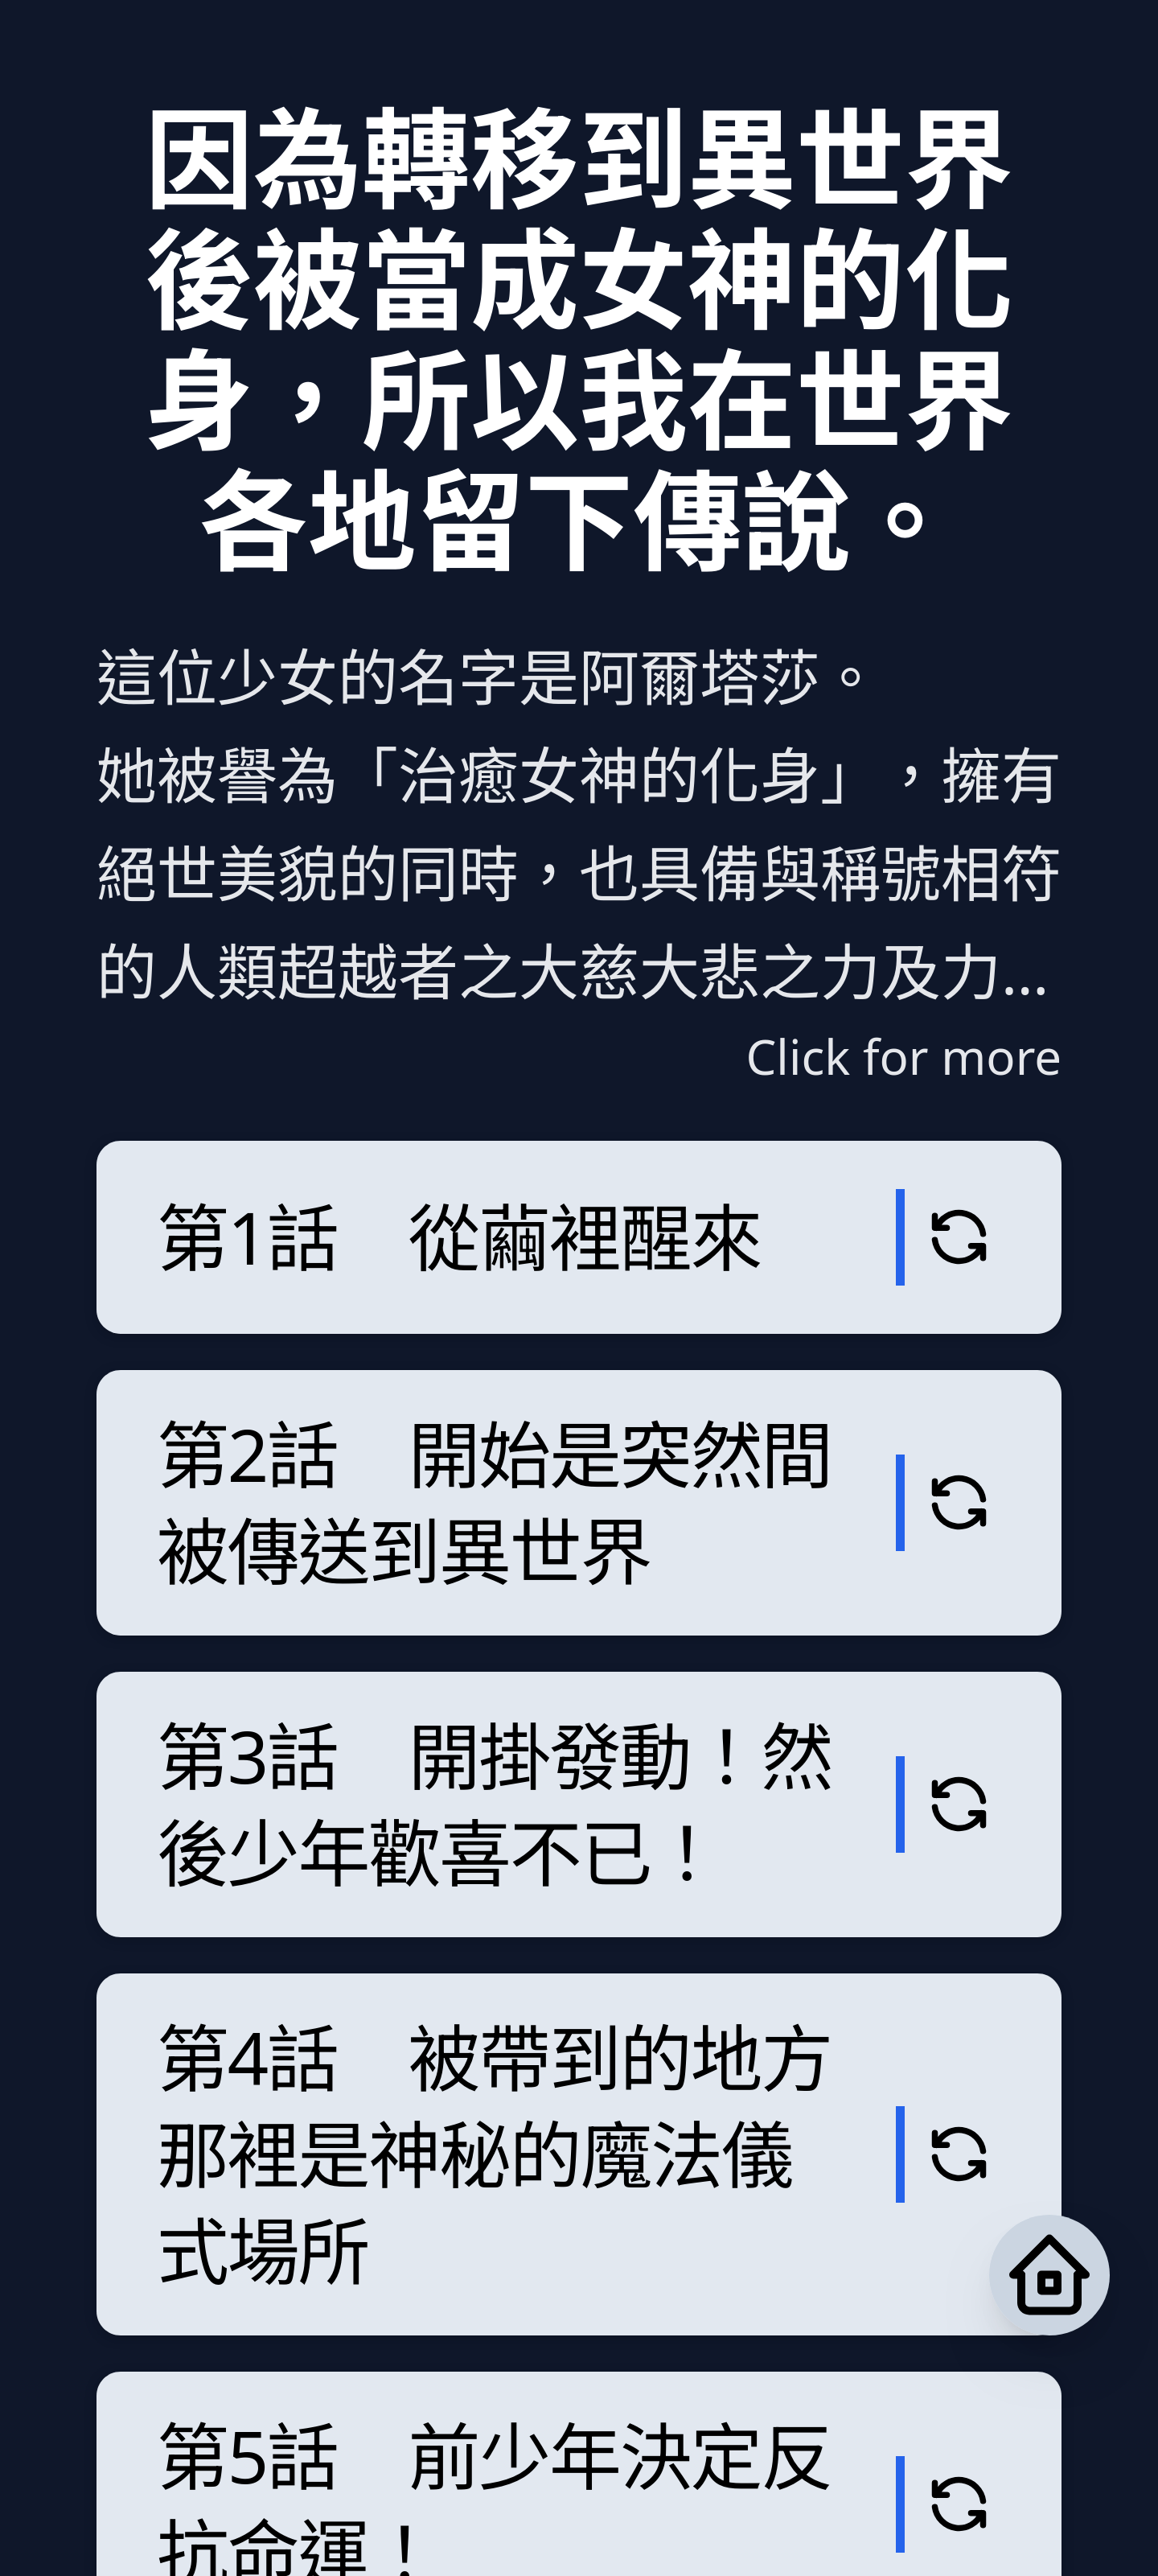 因為轉移到異世界
後被當成女神的化
身，所以我在世界
各地留下傳說。
這位少女的名字是阿爾塔莎。
她被譽為「治癒女神的化身」，擁有
絕世美貌的同時，也具備與稱號相符
的人類超越者之大慈大悲之力及力...
Click for more
第1話　從繭裡醒來
第2話　開始是突然間
被傳送到異世界
第3話　開掛發動！然
後少年歡喜不已！
第4話　被帶到的地方
那裡是神秘的魔法儀
式場所
第5話　前少年決定反
抗命運！